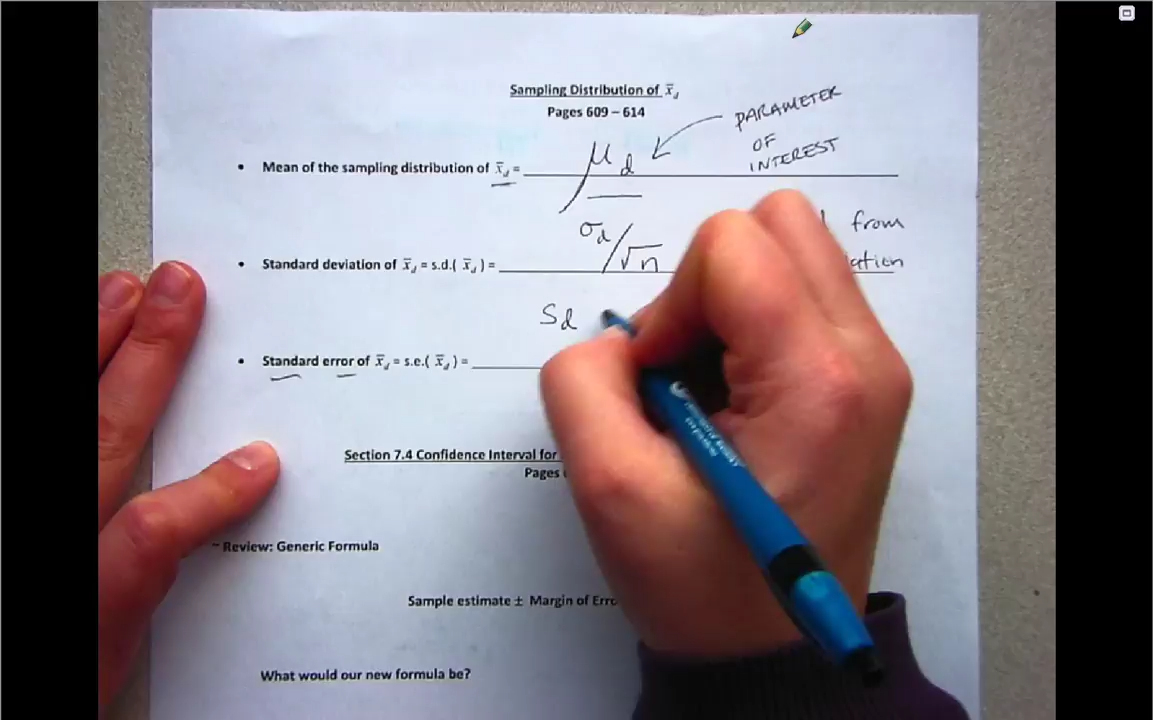 Sampling Distribution of x̄d
Pages 609 – 614
PARAMETER
OF
INTEREST
• Mean of the sampling distribution of x̄d = μd
from
• Standard deviation of x̄d = s.d.( x̄d ) = σd/√n
sd
• Standard error of x̄d = s.e.( x̄d ) =
Section 7.4 Confidence Interval for
Pages
– Review: Generic Formula
Sample estimate ± Margin of
What would our new formula be?